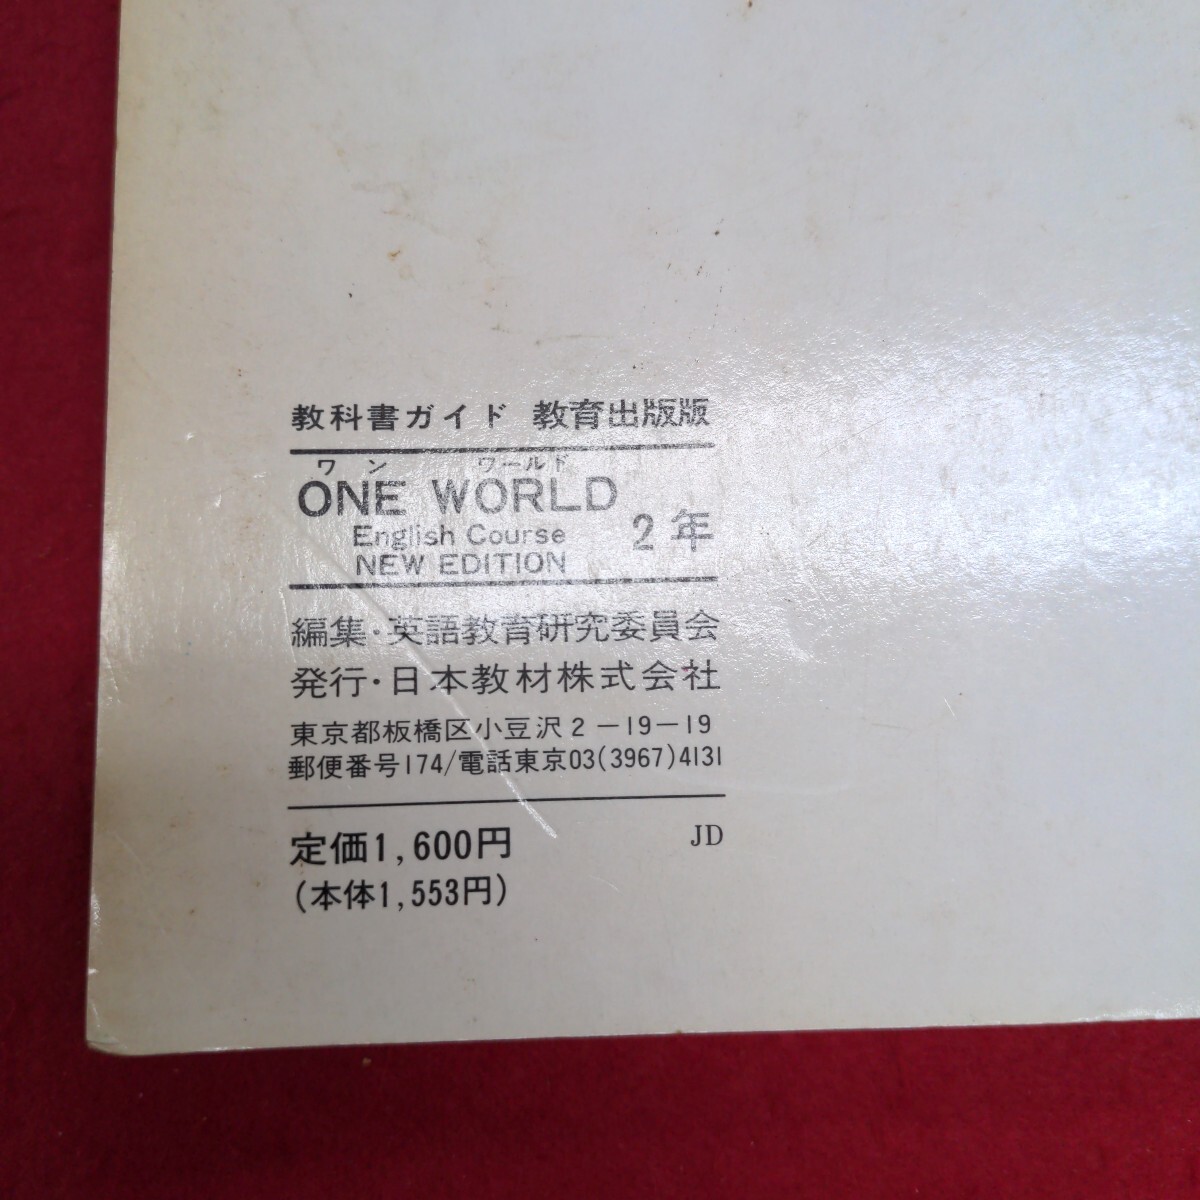 教科書ガイド 教育出版版
ワン ワールド
ONE WORLD
English Course 2年
NEW EDITION
編集・英語教育研究委員会
発行・日本教材株式会社
東京都板橋区小豆沢2-19-19
郵便番号174/電話東京03(3967)4131
定価1,600円 JD
(本体1,553円)